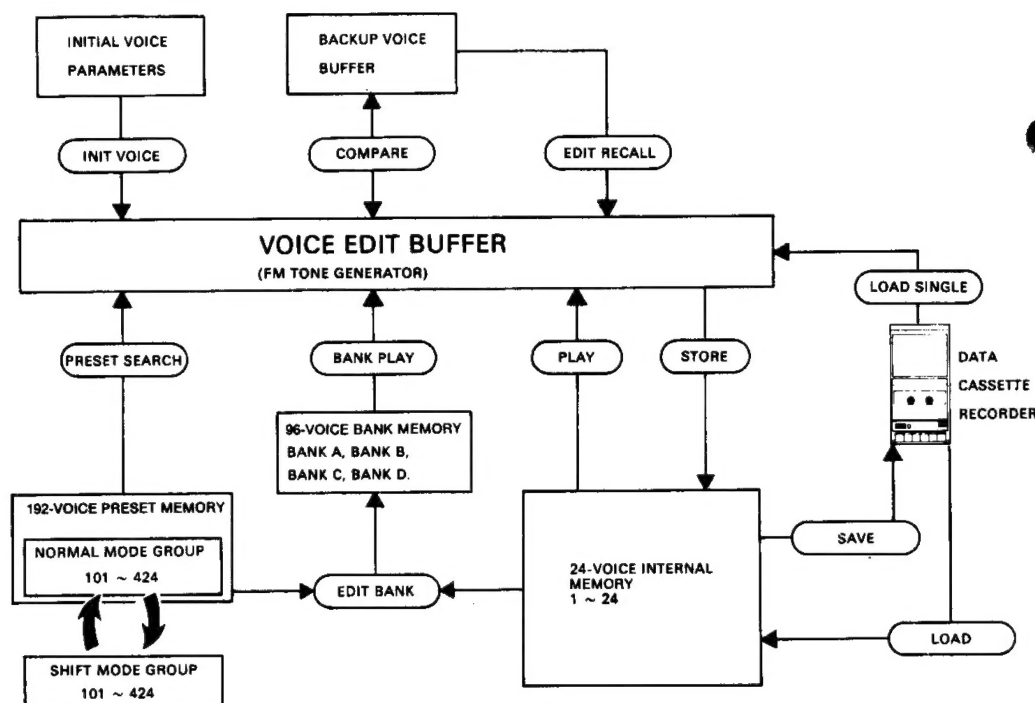 INITIAL VOICE
PARAMETERS
BACKUP VOICE
BUFFER
INIT VOICE
COMPARE
EDIT RECALL
VOICE EDIT BUFFER
(FM TONE GENERATOR)
LOAD SINGLE
PRESET SEARCH
BANK PLAY
PLAY
STORE
DATA
CASSETTE
RECORDER
96-VOICE BANK MEMORY
BANK A, BANK B,
BANK C, BANK D.
192-VOICE PRESET MEMORY
NORMAL MODE GROUP
101 ~ 424
EDIT BANK
24-VOICE INTERNAL
MEMORY
1 ~ 24
SAVE
LOAD
SHIFT MODE GROUP
101 ~ 424